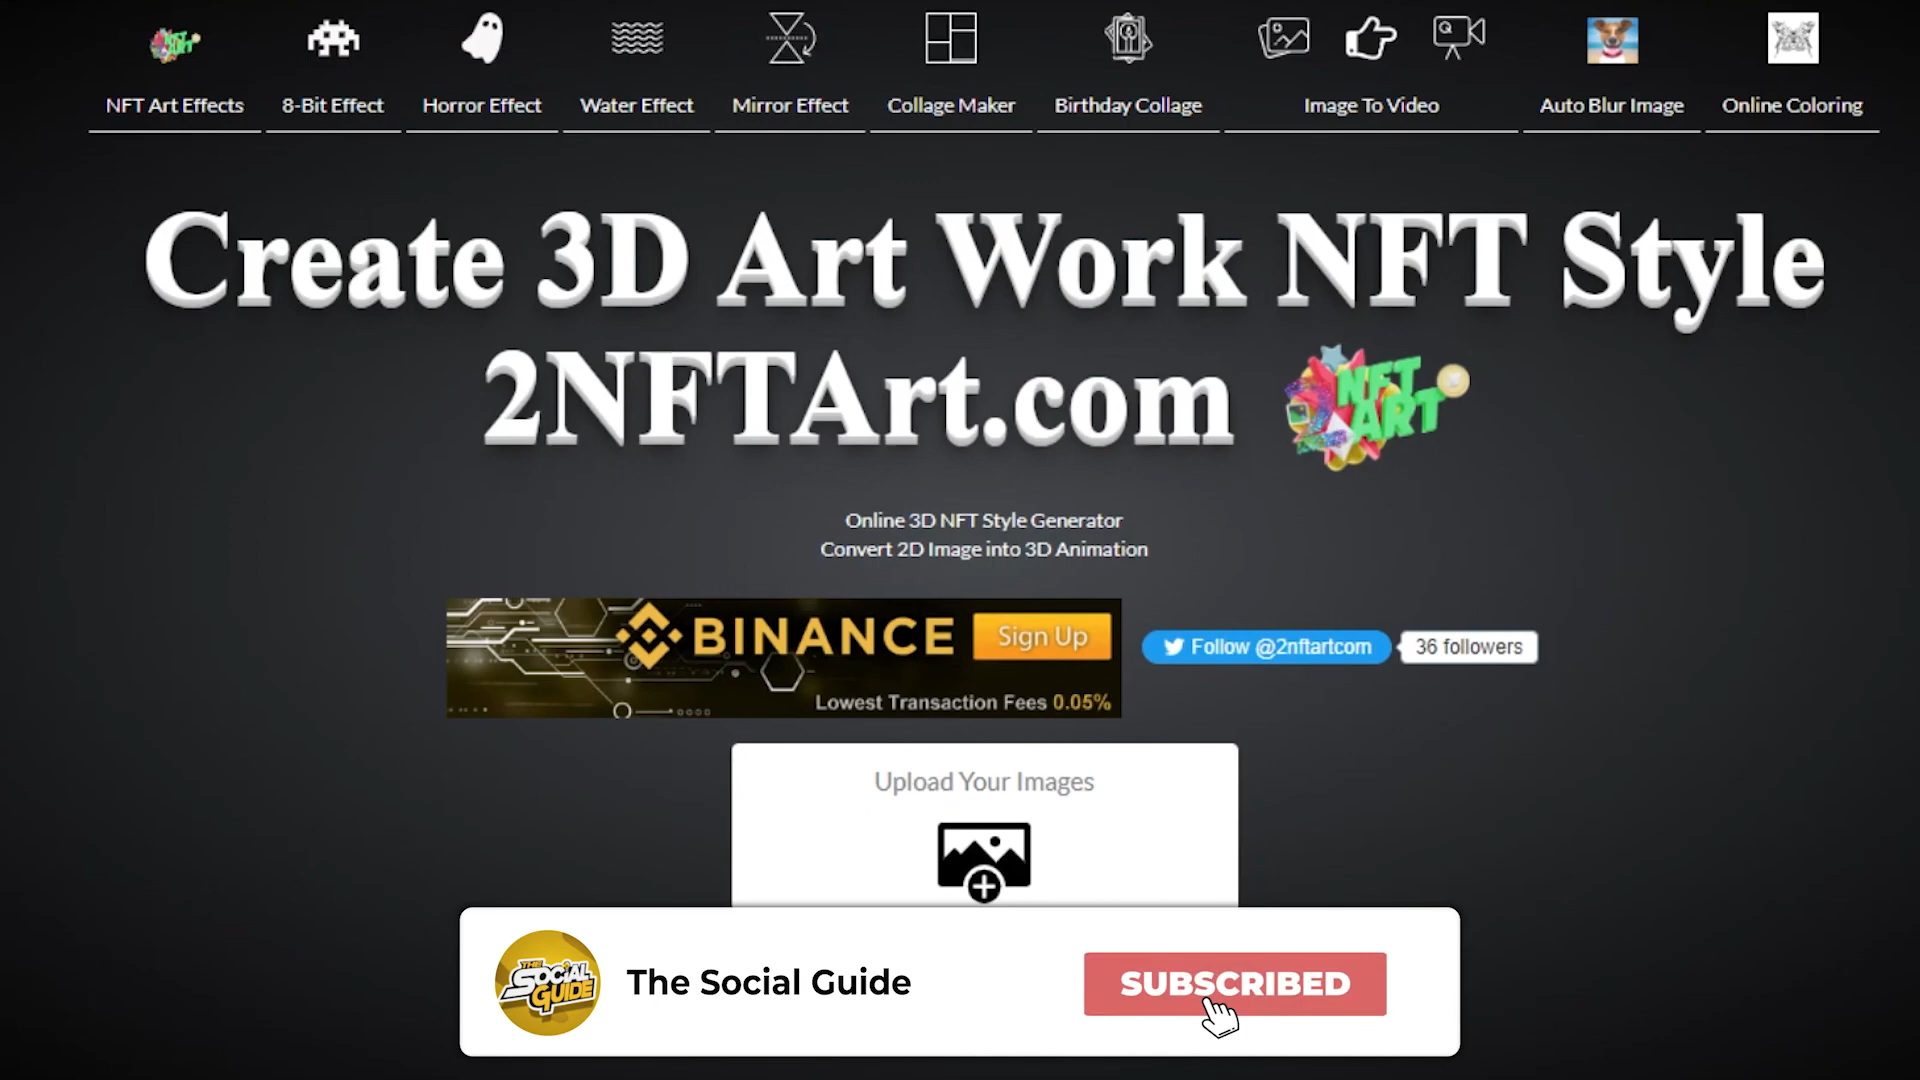 NFT Art Effects
8-Bit Effect
Horror Effect
Water Effect
Mirror Effect
Collage Maker
Birthday Collage
Image To Video
Auto Blur Image
Online Coloring
Create 3D Art Work NFT Style
2NFTArt.com
NFT
ART
Online 3D NFT Style Generator
Convert 2D Image into 3D Animation
BINANCE
Sign Up
Lowest Transaction Fees 0.05%
Follow @2nftartcom
36 followers
Upload Your Images
THE
SOCIAL
GUIDE
The Social Guide
SUBSCRIBED